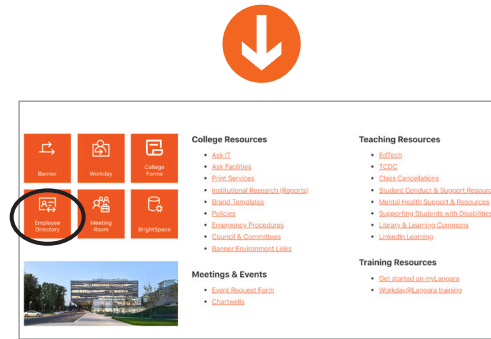 Banner
Workday
College
Forms
Employee
Directory
Meeting
Room
BrightSpace
College Resources
Ask IT
Ask Facilities
Print Services
Institutional Research (Reports)
Brand Templates
Policies
Emergency Procedures
Council & Committees
Banner Environment Links
Meetings & Events
Event Request Form
Chartwells
Teaching Resources
EdTech
TCDC
Class Cancellations
Student Conduct & Support Resourc
Mental Health Support & Resources
Supporting Students with Disabilities
Library & Learning Commons
LinkedIn Learning
Training Resources
Get started on myLangara
Workday@Langara training